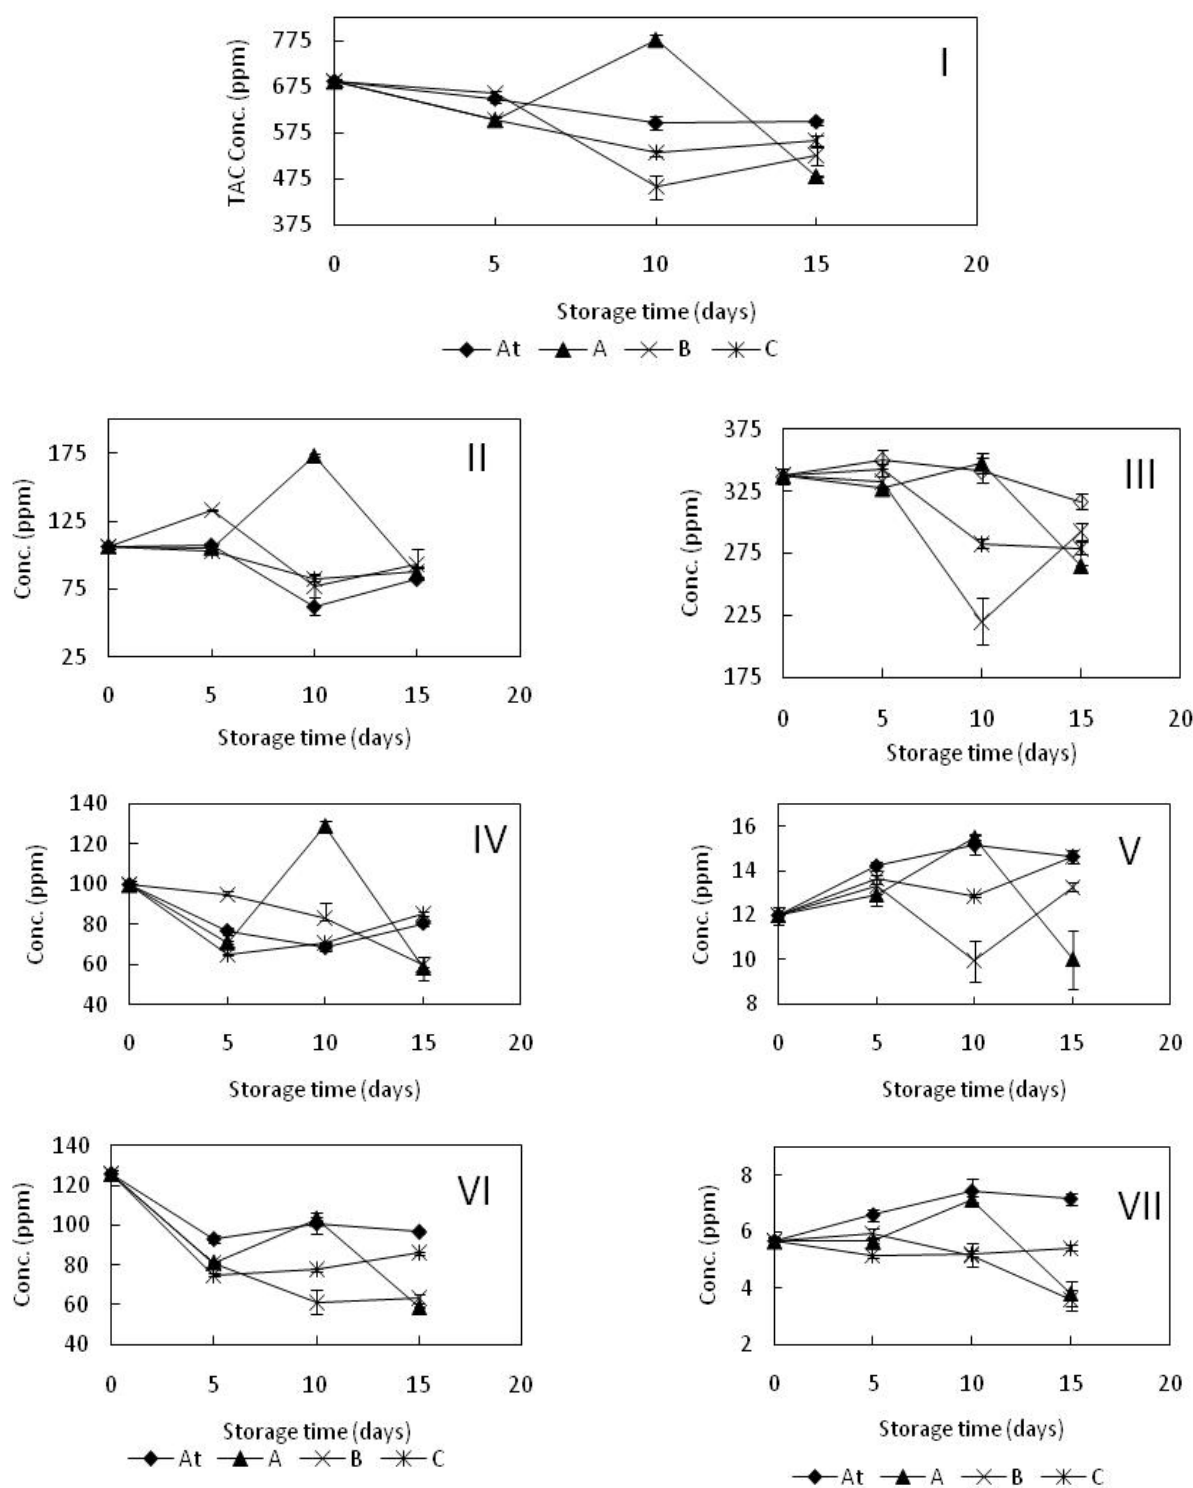 I
TAC Conc. (ppm)
775
675
575
475
375
0 5 10 15 20
Storage time (days)
At A B C
II
Conc. (ppm)
175
125
75
25
0 5 10 15 20
Storage time (days)
III
Conc. (ppm)
375
325
275
225
175
0 5 10 15 20
Storage time (days)
IV
Conc. (ppm)
140
120
100
80
60
40
0 5 10 15 20
Storage time (days)
V
Conc. (ppm)
16
14
12
10
8
0 5 10 15 20
Storage time (days)
VI
Conc. (ppm)
140
120
100
80
60
40
0 5 10 15 20
Storage time (days)
At A B C
VII
Conc. (ppm)
8
6
4
2
0 5 10 15 20
Storage time (days)
At A B C